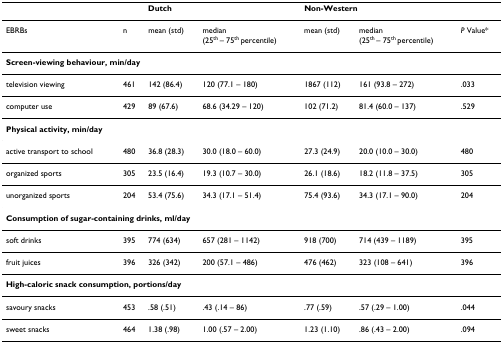 Dutch Non-Western
EBRBs n mean (std) median (25th – 75th percentile) mean (std) median (25th – 75th percentile) P Value*
Screen-viewing behaviour, min/day
television viewing 461 142 (86.4) 120 (77.1 – 180) 1867 (112) 161 (93.8 – 272) .033
computer use 429 89 (67.6) 68.6 (34.29 – 120) 102 (71.2) 81.4 (60.0 – 137) .529
Physical activity, min/day
active transport to school 480 36.8 (28.3) 30.0 (18.0 – 60.0) 27.3 (24.9) 20.0 (10.0 – 30.0) 480
organized sports 305 23.5 (16.4) 19.3 (10.7 – 30.0) 26.1 (18.6) 18.2 (11.8 – 37.5) 305
unorganized sports 204 53.4 (75.6) 34.3 (17.1 – 51.4) 75.4 (93.6) 34.3 (17.1 – 90.0) 204
Consumption of sugar-containing drinks, ml/day
soft drinks 395 774 (634) 657 (281 – 1142) 918 (700) 714 (439 – 1189) 395
fruit juices 396 326 (342) 200 (57.1 – 486) 476 (462) 323 (108 – 641) 396
High-caloric snack consumption, portions/day
savoury snacks 453 .58 (.51) .43 (.14 – 86) .77 (.59) .57 (.29 – 1.00) .044
sweet snacks 464 1.38 (.98) 1.00 (.57 – 2.00) 1.23 (1.10) .86 (.43 – 2.00) .094